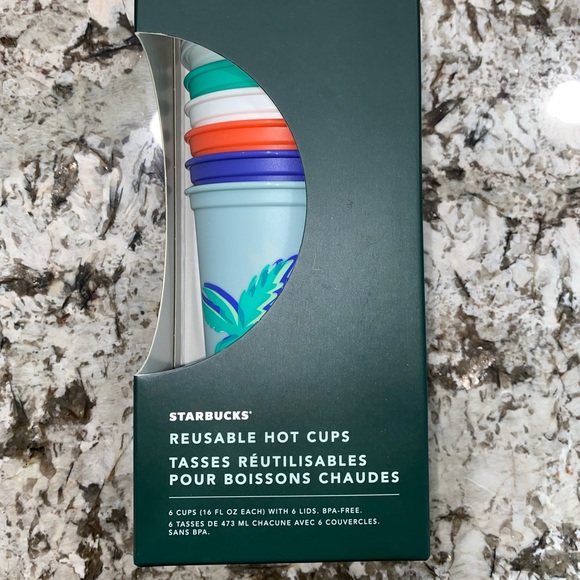 STARBUCKS®
REUSABLE HOT CUPS
TASSES RÉUTILISABLES
POUR BOISSONS CHAUDES
6 CUPS (16 FL OZ EACH) WITH 6 LIDS. BPA-FREE.
6 TASSES DE 473 ML CHACUNE AVEC 6 COUVERCLES.
SANS BPA.